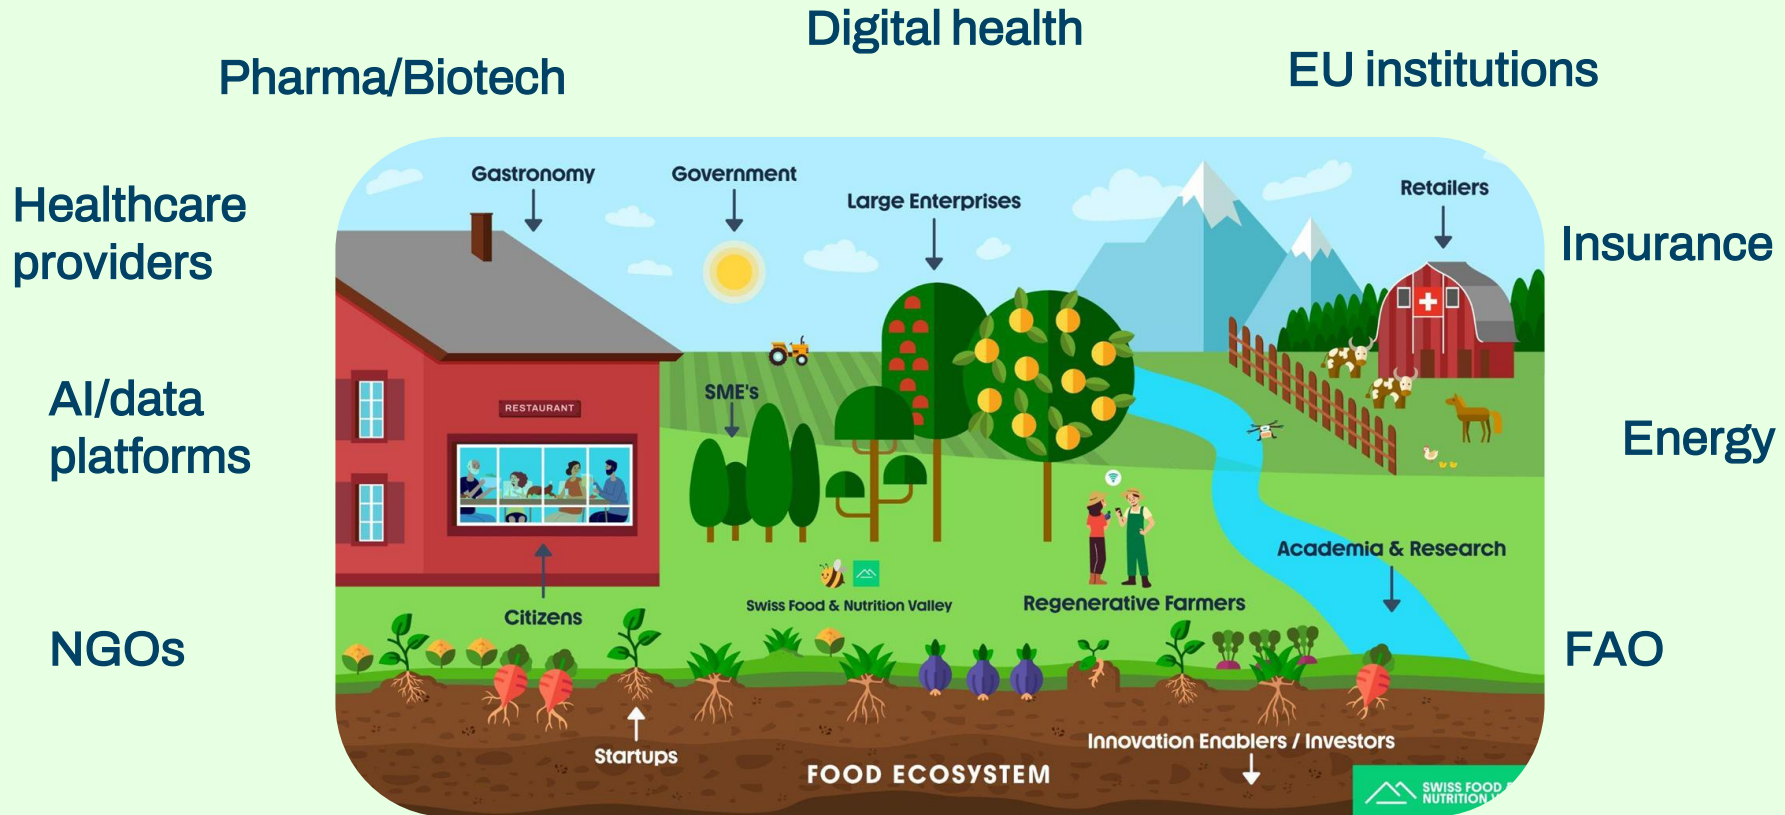 Digital health
Pharma/Biotech
EU institutions
Healthcare
providers
Insurance
AI/data
platforms
Energy
NGOs
FAO
Gastronomy
Government
Large Enterprises
Retailers
SME's
RESTAURANT
Academia & Research
Citizens
Swiss Food & Nutrition Valley
Regenerative Farmers
Startups
Innovation Enablers / Investors
FOOD ECOSYSTEM
SWISS FOOD
NUTRITION